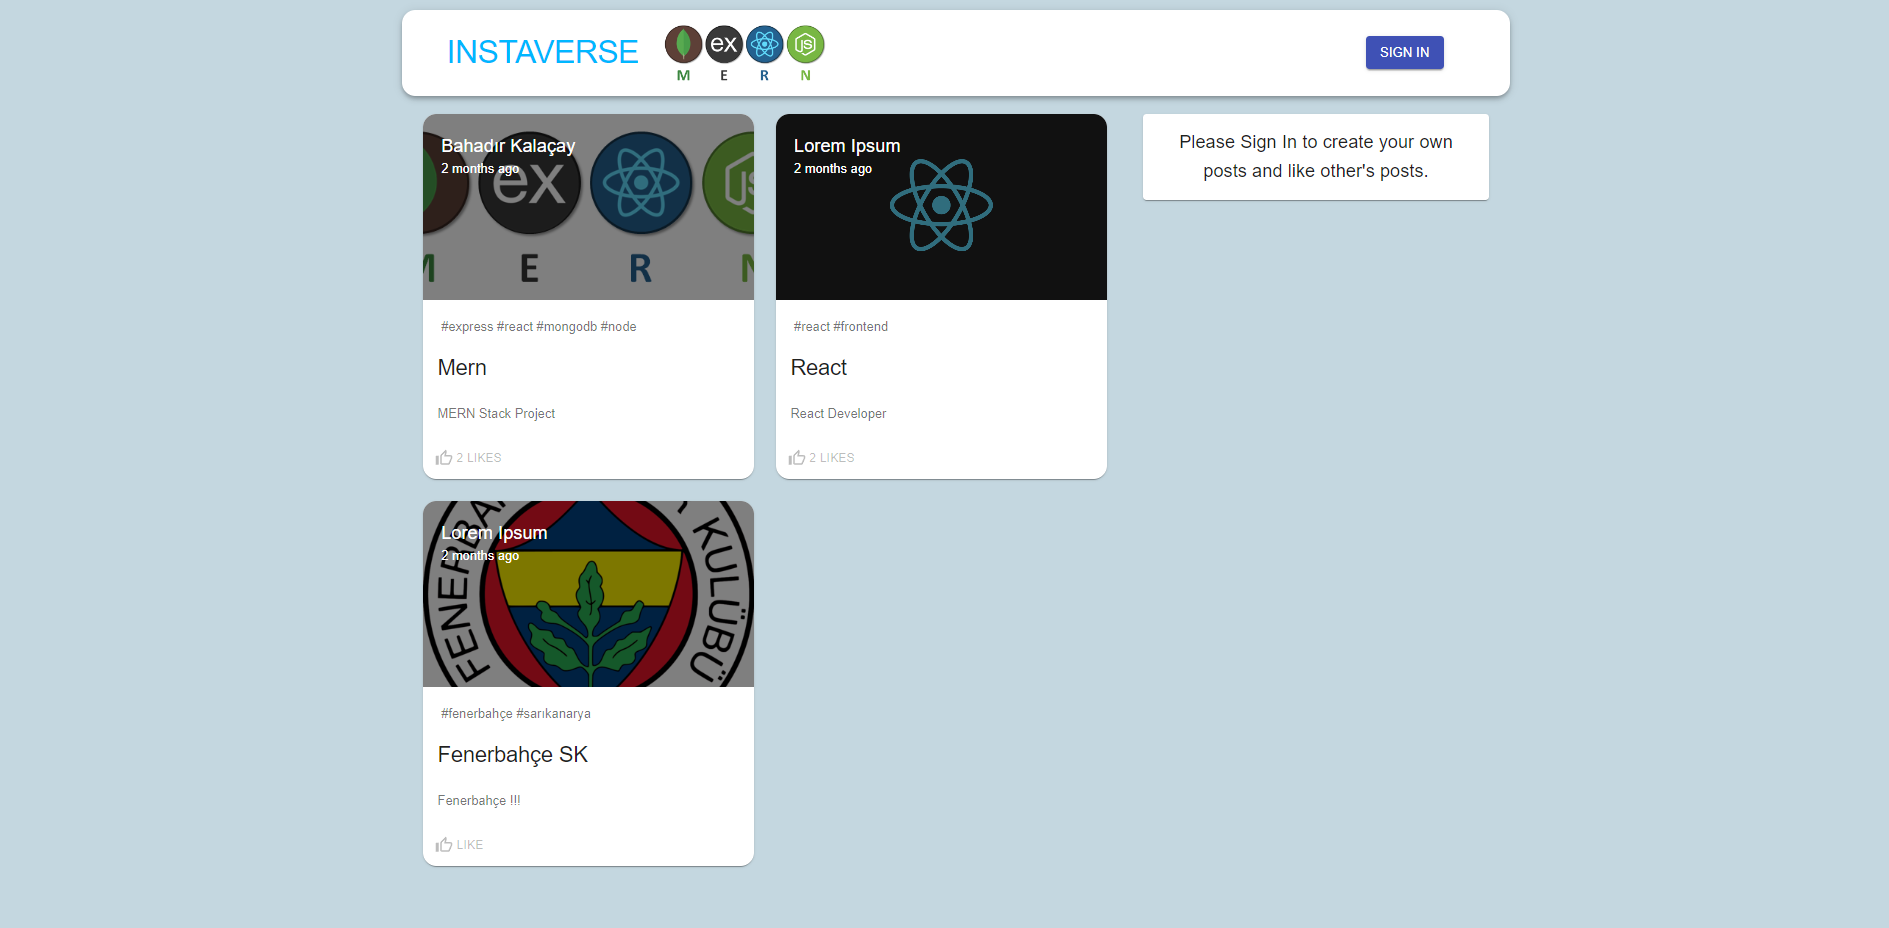 INSTAVERSE
ex JS
M E R N
SIGN IN
Bahadır Kalaçay
2 months ago
ex JS
M E R N
#express #react #mongodb #node
Mern
MERN Stack Project
2 LIKES
Lorem Ipsum
2 months ago
#react #frontend
React
React Developer
2 LIKES
Please Sign In to create your own
posts and like other's posts.
Lorem Ipsum
2 months ago
KULÜBÜ
#fenerbahçe #sarıkanarya
Fenerbahçe SK
Fenerbahçe !!!
LIKE